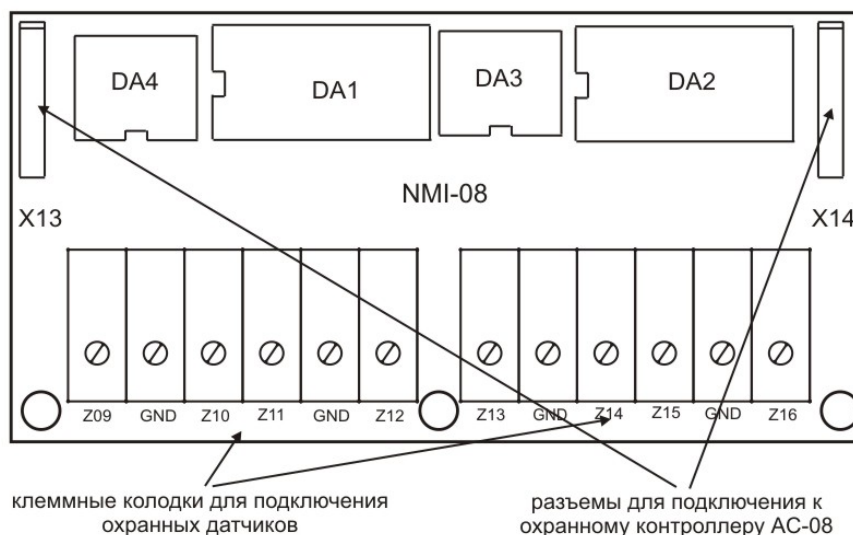 DA4 DA1 DA3 DA2
NMI-08
X13 X14
Z09 GND Z10 Z11 GND Z12 Z13 GND Z14 Z15 GND Z16
клеммные колодки для подключения
охранных датчиков
разъемы для подключения к
охранному контроллеру АС-08